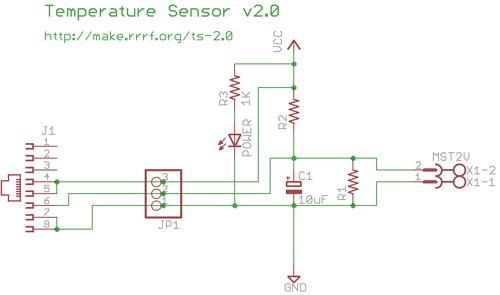 Temperature Sensor v2.0
http://make.rrrf.org/ts-2.0
VCC
R3
1K
R2
POWER
J1
1
2
3
4
5
6
7
8
3
2
1
JP1
C1
10uF
R1
MST2V
2
X1-2
1
X1-1
GND